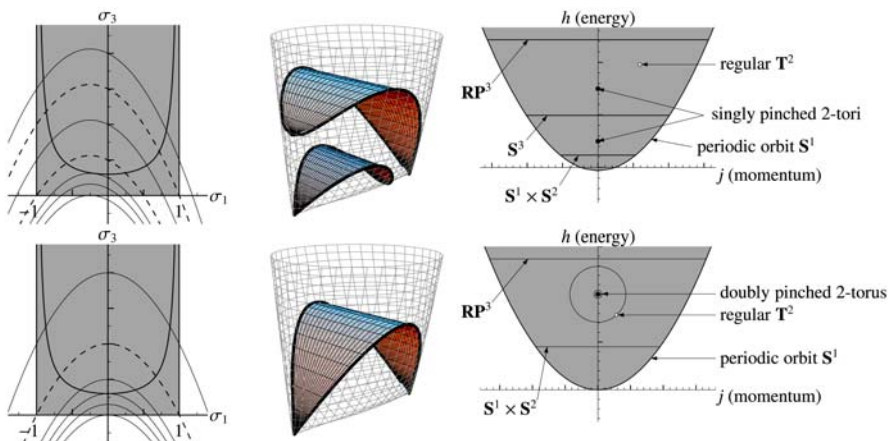 σ₃
−1
1
σ₁
h (energy)
regular T²
RP³
singly pinched 2-tori
S³
periodic orbit S¹
j (momentum)
S¹ × S²
σ₃
−1
1
σ₁
h (energy)
RP³
doubly pinched 2-torus
regular T²
periodic orbit S¹
j (momentum)
S¹ × S²